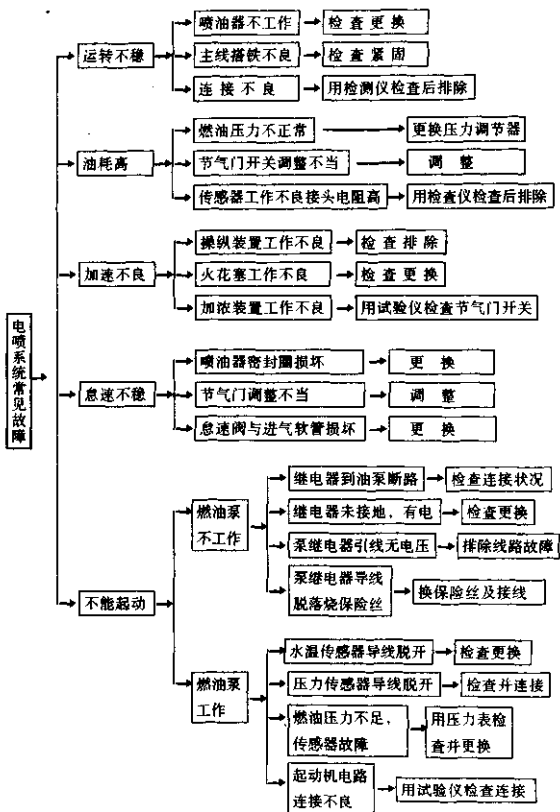 喷油器不工作
检查更换
运转不稳
主线搭铁不良
检查紧固
连接不良
用检测仪检查后排除
燃油压力不正常
更换压力调节器
油耗高
节气门开关调整不当
调整
传感器工作不良接头电阻高
用检查仪检查后排除
操纵装置工作不良
检查排除
加速不良
火花塞工作不良
检查更换
加浓装置工作不良
用试验仪检查节气门开关
电喷系统常见故障
喷油器密封圈损坏
更换
怠速不稳
节气门调整不当
调整
怠速阀与进气软管损坏
更换
不能起动
燃油泵
不工作
继电器到油泵断路
检查连接状况
继电器未接地,有电
检查更换
泵继电器引线无电压
排除线路故障
泵继电器导线
脱落烧保险丝
换保险丝及接线
燃油泵
工作
水温传感器导线脱开
检查更换
压力传感器导线脱开
检查并连接
燃油压力不足,
传感器故障
用压力表检
查并更换
起动机电路
连接不良
用试验仪检查连接